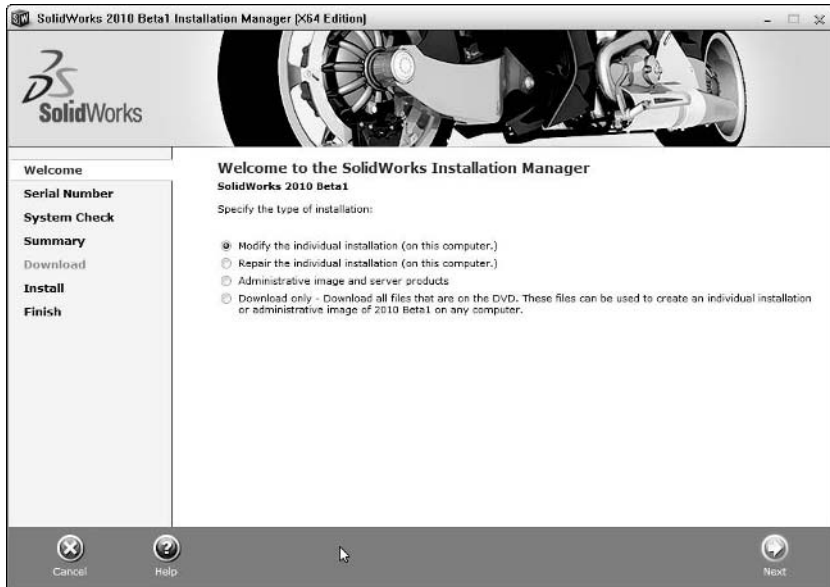 SolidWorks 2010 Beta1 Installation Manager (X64 Edition)
SolidWorks
Welcome
Serial Number
System Check
Summary
Download
Install
Finish
Welcome to the SolidWorks Installation Manager
SolidWorks 2010 Beta1
Specify the type of installation:
Modify the individual installation (on this computer.)
Repair the individual installation (on this computer.)
Administrative image and server products
Download only - Download all files that are on the DVD. These files can be used to create an individual installation
or administrative image of 2010 Beta1 on any computer.
Cancel
Help
Next